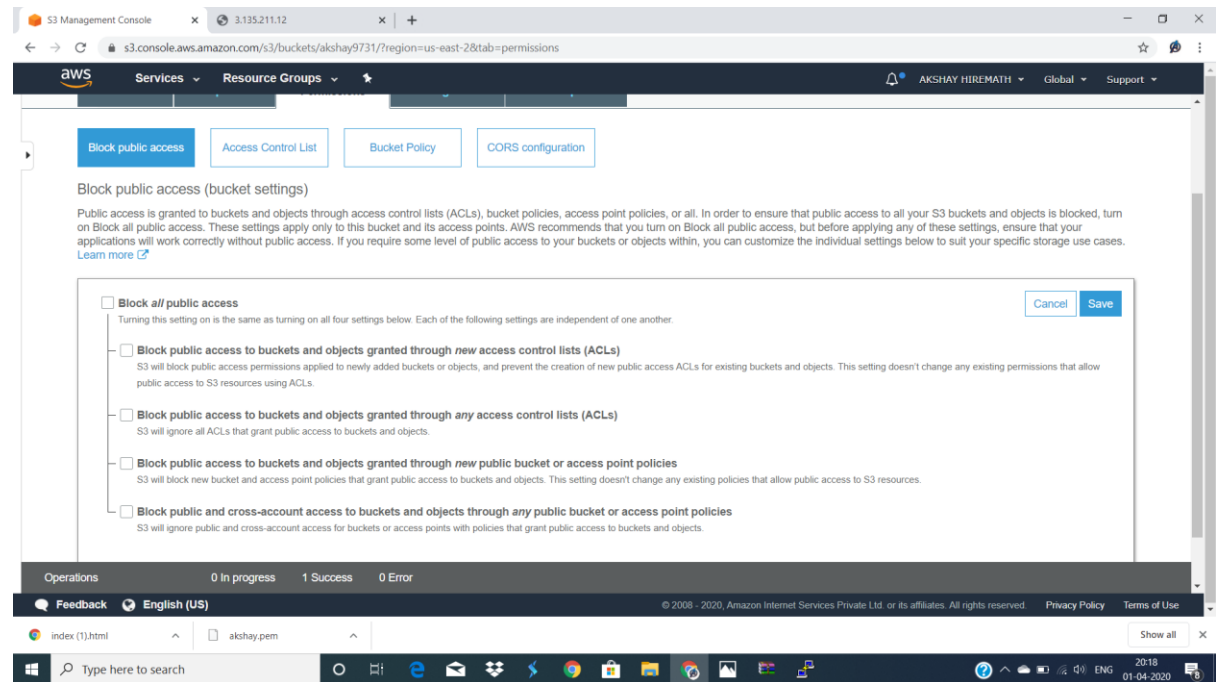 S3 Management Console
3.135.211.12
s3.console.aws.amazon.com/s3/buckets/akshay9731/?region=us-east-2&tab=permissions
aws
Services
Resource Groups
AKSHAY HIREMATH
Global
Support
Block public access
Access Control List
Bucket Policy
CORS configuration
Block public access (bucket settings)
Public access is granted to buckets and objects through access control lists (ACLs), bucket policies, access point policies, or all. In order to ensure that public access to all your S3 buckets and objects is blocked, turn
on Block all public access. These settings apply only to this bucket and its access points. AWS recommends that you turn on Block all public access, but before applying any of these settings, ensure that your
applications will work correctly without public access. If you require some level of public access to your buckets or objects within, you can customize the individual settings below to suit your specific storage use cases.
Learn more
Block all public access
Cancel
Save
Turning this setting on is the same as turning on all four settings below. Each of the following settings are independent of one another.
Block public access to buckets and objects granted through new access control lists (ACLs)
S3 will block public access permissions applied to newly added buckets or objects, and prevent the creation of new public access ACLs for existing buckets and objects. This setting doesn't change any existing permissions that allow
public access to S3 resources using ACLs.
Block public access to buckets and objects granted through any access control lists (ACLs)
S3 will ignore all ACLs that grant public access to buckets and objects.
Block public access to buckets and objects granted through new public bucket or access point policies
S3 will block new bucket and access point policies that grant public access to buckets and objects. This setting doesn't change any existing policies that allow public access to S3 resources.
Block public and cross-account access to buckets and objects through any public bucket or access point policies
S3 will ignore public and cross-account access for buckets or access points with policies that grant public access to buckets and objects.
Operations
0 In progress
1 Success
0 Error
Feedback
English (US)
© 2008 - 2020, Amazon Internet Services Private Ltd. or its affiliates. All rights reserved.
Privacy Policy
Terms of Use
index (1).html
akshay.pem
Show all
Type here to search
ENG
20:18
01-04-2020